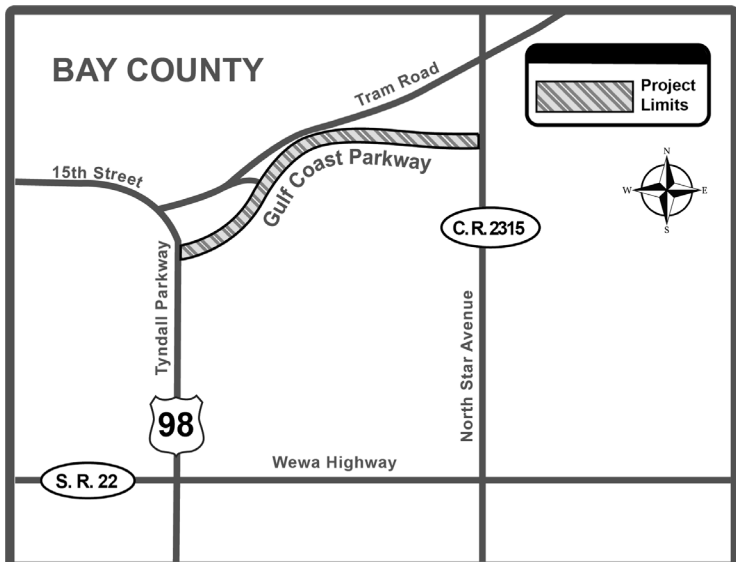 BAY COUNTY
Tram Road
Project
Limits
15th Street
Gulf Coast Parkway
N
W
E
S
C.R. 2315
Tyndall Parkway
North Star Avenue
98
Wewa Highway
S. R. 22